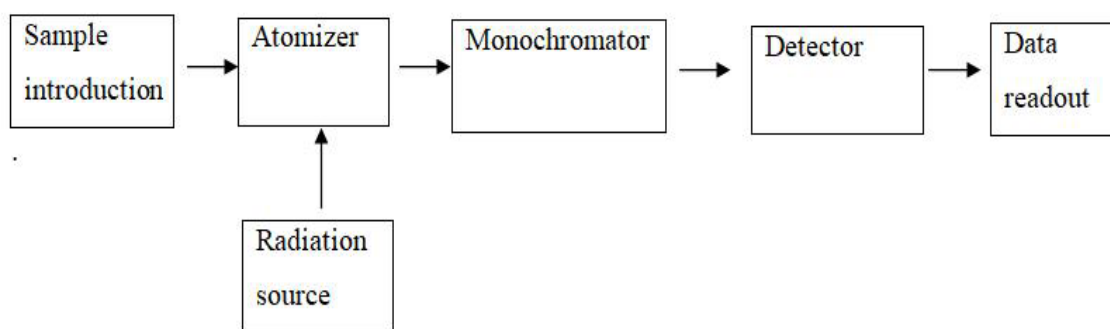 Sample
introduction
Atomizer
Monochromator
Detector
Data
readout
.
Radiation
source